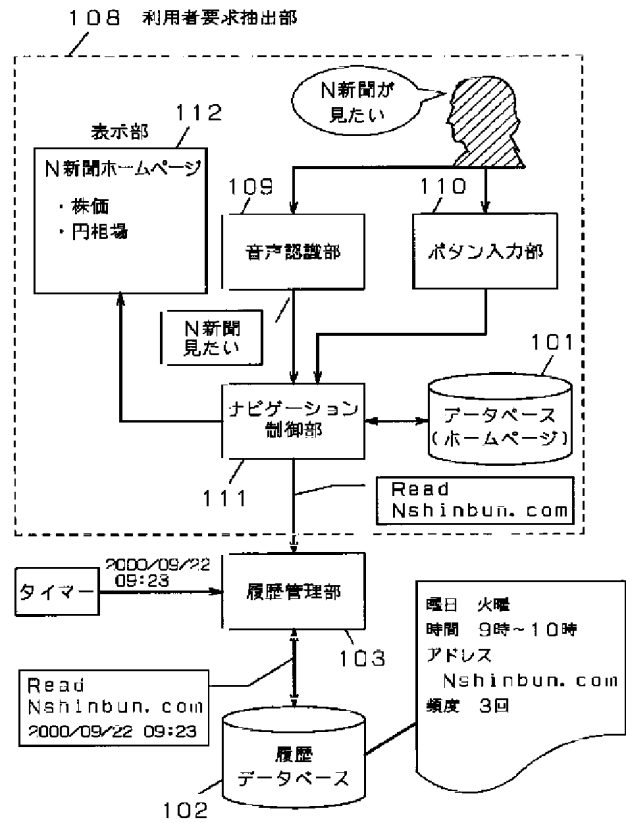 108 利用者要求抽出部
N新聞が
見たい
112
表示部
N新聞ホームページ
・株価
・円相場
109
音声認識部
110
ボタン入力部
N新聞
見たい
101
データベース
(ホームページ)
ナビゲーション
制御部
111
Read
Nshinbun.com
タイマー
2000/09/22
09:23
履歴管理部
103
Read
Nshinbun.com
2000/09/22 09:23
履歴
データベース
102
曜日 火曜
時間 9時~10時
アドレス
Nshinbun.com
頻度 3回